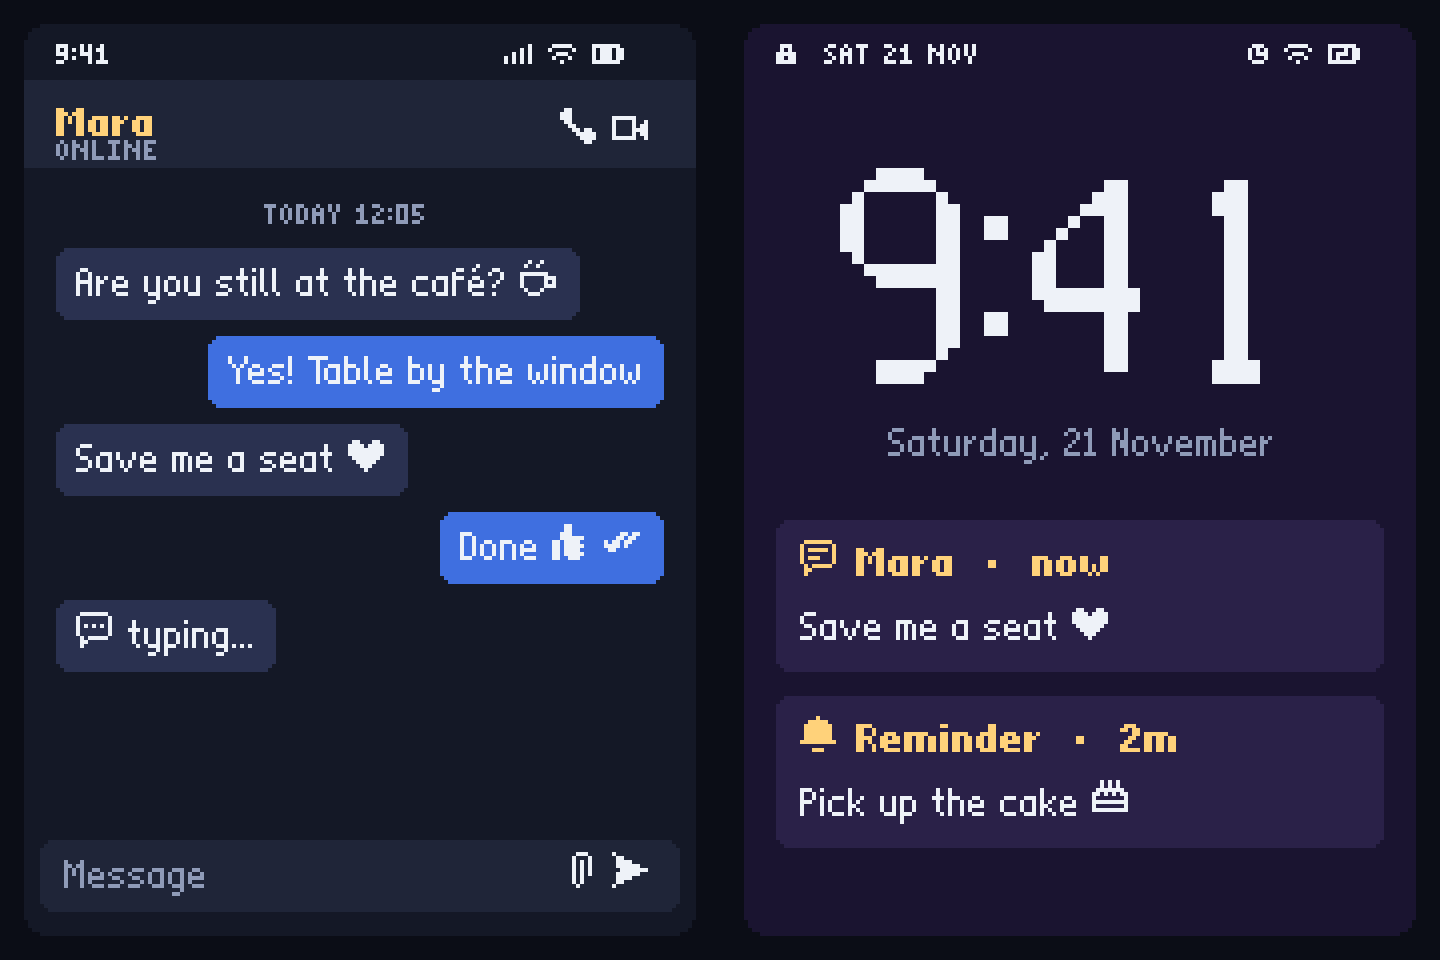 9:41
Mara
ONLINE
TODAY 12:05
Are you still at the café?
Yes! Table by the window
Save me a seat
Done
typing...
Message
SAT 21 NOV
9:41
Saturday, 21 November
Mara · now
Save me a seat
Reminder · 2m
Pick up the cake